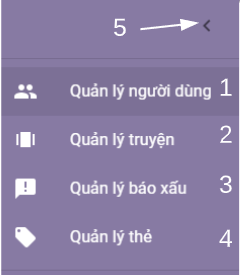 5
Quản lý người dùng 1
Quản lý truyện 2
Quản lý báo xấu 3
Quản lý thẻ 4